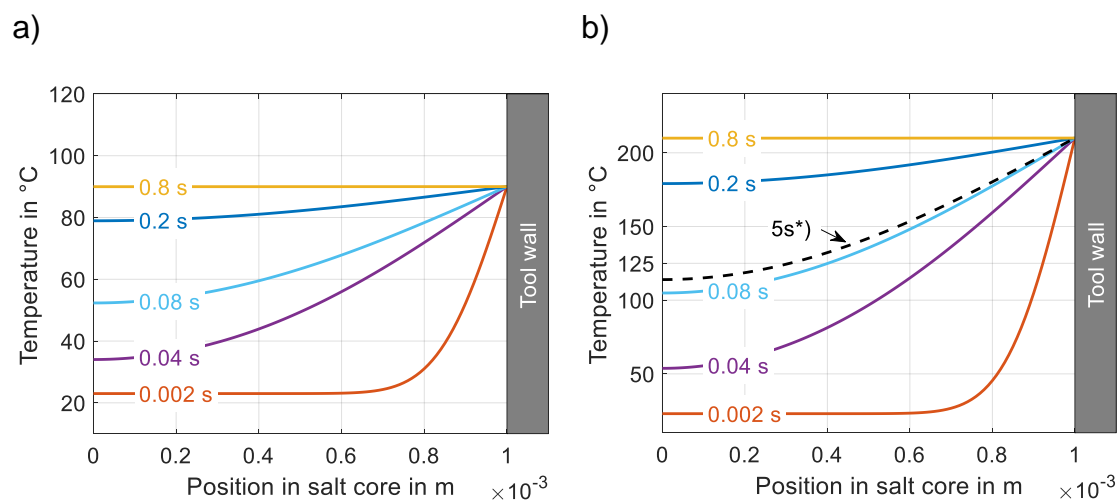 a)
120
100
80
60
40
20
Temperature in °C
0.8 s
0.2 s
0.08 s
0.04 s
0.002 s
Tool wall
0
0.2
0.4
0.6
0.8
1
Position in salt core in m
×10⁻³
b)
200
150
125
100
50
Temperature in °C
0.8 s
0.2 s
5s*)
0.08 s
0.04 s
0.002 s
Tool wall
0
0.2
0.4
0.6
0.8
1
Position in salt core in m
×10⁻³